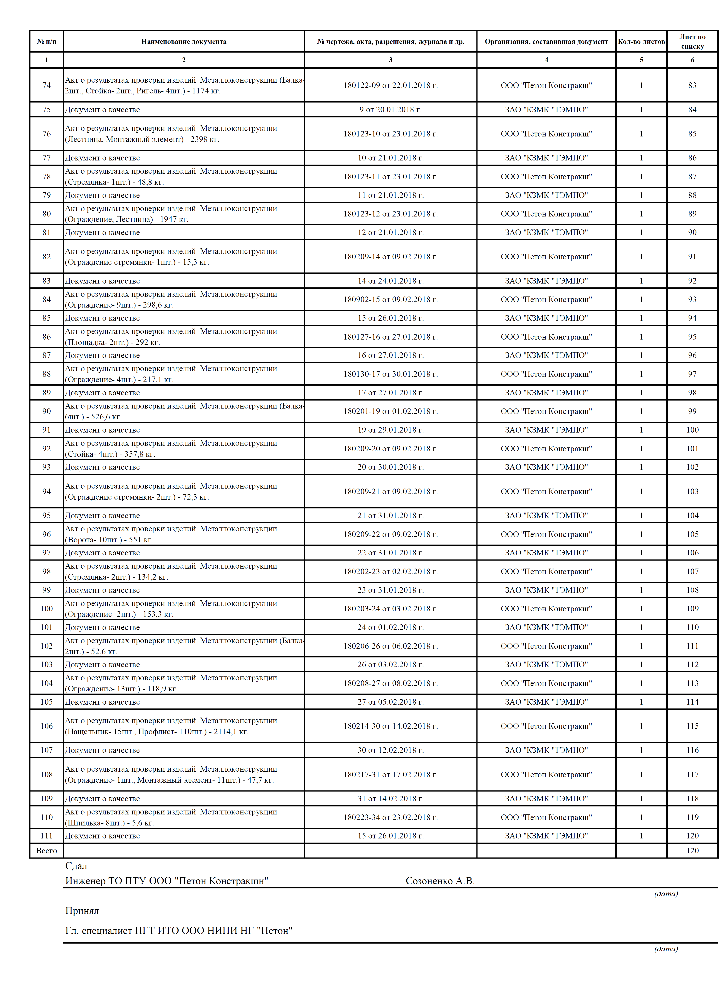 № п/п Наименование документа № чертежа, акта, разрешения, журнала и др. Организация, составившая документ Кол-во листов Лист по списку
1 2 3 4 5 6
74 Акт о результатах проверки изделий Металлоконструкции (Балка- 2шт., Стойка- 2шт., Ригель- 4шт.) - 1174 кг. 180122-09 от 22.01.2018 г. ООО "Петон Констракш" 1 83
75 Документ о качестве 9 от 20.01.2018 г. ЗАО "КЗМК "ТЭМПО" 1 84
76 Акт о результатах проверки изделий Металлоконструкции (Лестница, Монтажный элемент) - 2398 кг. 180123-10 от 23.01.2018 г. ООО "Петон Констракш" 1 85
77 Документ о качестве 10 от 21.01.2018 г. ЗАО "КЗМК "ТЭМПО" 1 86
78 Акт о результатах проверки изделий Металлоконструкции (Стремянка- 1шт.) - 48,8 кг. 180123-11 от 23.01.2018 г. ООО "Петон Констракш" 1 87
79 Документ о качестве 11 от 21.01.2018 г. ЗАО "КЗМК "ТЭМПО" 1 88
80 Акт о результатах проверки изделий Металлоконструкции (Ограждение, Лестница) - 1947 кг. 180123-12 от 23.01.2018 г. ООО "Петон Констракш" 1 89
81 Документ о качестве 12 от 21.01.2018 г. ЗАО "КЗМК "ТЭМПО" 1 90
82 Акт о результатах проверки изделий Металлоконструкции (Ограждение стремянки- 1шт.) - 15,3 кг. 180209-14 от 09.02.2018 г. ООО "Петон Констракш" 1 91
83 Документ о качестве 14 от 24.01.2018 г. ЗАО "КЗМК "ТЭМПО" 1 92
84 Акт о результатах проверки изделий Металлоконструкции (Ограждение- 9шт.) - 298,6 кг. 180902-15 от 09.02.2018 г. ООО "Петон Констракш" 1 93
85 Документ о качестве 15 от 26.01.2018 г. ЗАО "КЗМК "ТЭМПО" 1 94
86 Акт о результатах проверки изделий Металлоконструкции (Площадка- 2шт.) - 292 кг. 180127-16 от 27.01.2018 г. ООО "Петон Констракш" 1 95
87 Документ о качестве 16 от 27.01.2018 г. ЗАО "КЗМК "ТЭМПО" 1 96
88 Акт о результатах проверки изделий Металлоконструкции (Ограждение- 4шт.) - 217,1 кг. 180130-17 от 30.01.2018 г. ООО "Петон Констракш" 1 97
89 Документ о качестве 17 от 27.01.2018 г. ЗАО "КЗМК "ТЭМПО" 1 98
90 Акт о результатах проверки изделий Металлоконструкции (Балка- 6шт.) - 526,6 кг. 180201-19 от 01.02.2018 г. ООО "Петон Констракш" 1 99
91 Документ о качестве 19 от 29.01.2018 г. ЗАО "КЗМК "ТЭМПО" 1 100
92 Акт о результатах проверки изделий Металлоконструкции (Стойка- 4шт.) - 357,8 кг. 180209-20 от 09.02.2018 г. ООО "Петон Констракш" 1 101
93 Документ о качестве 20 от 30.01.2018 г. ЗАО "КЗМК "ТЭМПО" 1 102
94 Акт о результатах проверки изделий Металлоконструкции (Ограждение стремянки- 2шт.) - 72,3 кг. 180209-21 от 09.02.2018 г. ООО "Петон Констракш" 1 103
95 Документ о качестве 21 от 31.01.2018 г. ЗАО "КЗМК "ТЭМПО" 1 104
96 Акт о результатах проверки изделий Металлоконструкции (Ворота- 10шт.) - 551 кг. 180209-22 от 09.02.2018 г. ООО "Петон Констракш" 1 105
97 Документ о качестве 22 от 31.01.2018 г. ЗАО "КЗМК "ТЭМПО" 1 106
98 Акт о результатах проверки изделий Металлоконструкции (Стремянка- 2шт.) - 134,2 кг. 180202-23 от 02.02.2018 г. ООО "Петон Констракш" 1 107
99 Документ о качестве 23 от 31.01.2018 г. ЗАО "КЗМК "ТЭМПО" 1 108
100 Акт о результатах проверки изделий Металлоконструкции (Ограждение- 2шт.) - 153,3 кг. 180203-24 от 03.02.2018 г. ООО "Петон Констракш" 1 109
101 Документ о качестве 24 от 01.02.2018 г. ЗАО "КЗМК "ТЭМПО" 1 110
102 Акт о результатах проверки изделий Металлоконструкции (Балка- 2шт.) - 52,6 кг. 180206-26 от 06.02.2018 г. ООО "Петон Констракш" 1 111
103 Документ о качестве 26 от 03.02.2018 г. ЗАО "КЗМК "ТЭМПО" 1 112
104 Акт о результатах проверки изделий Металлоконструкции (Ограждение- 13шт.) - 118,9 кг. 180208-27 от 08.02.2018 г. ООО "Петон Констракш" 1 113
105 Документ о качестве 27 от 05.02.2018 г. ЗАО "КЗМК "ТЭМПО" 1 114
106 Акт о результатах проверки изделий Металлоконструкции (Нащельник- 15шт., Профлист- 110шт.) - 2114,1 кг. 180214-30 от 14.02.2018 г. ООО "Петон Констракш" 1 115
107 Документ о качестве 30 от 12.02.2018 г. ЗАО "КЗМК "ТЭМПО" 1 116
108 Акт о результатах проверки изделий Металлоконструкции (Ограждение- 1шт., Монтажный элемент- 11шт.) - 47,7 кг. 180217-31 от 17.02.2018 г. ООО "Петон Констракш" 1 117
109 Документ о качестве 31 от 14.02.2018 г. ЗАО "КЗМК "ТЭМПО" 1 118
110 Акт о результатах проверки изделий Металлоконструкции (Шпилька- 8шт.) - 5,6 кг. 180223-34 от 23.02.2018 г. ООО "Петон Констракш" 1 119
111 Документ о качестве 15 от 26.01.2018 г. ЗАО "КЗМК "ТЭМПО" 1 120
Всего 120
Сдал
Инженер ТО ПТУ ООО "Петон Констракшн" Созоненко А.В.
(дата)
Принял
Гл. специалист ПГТ ИТО ООО НИПИ НГ "Петон"
(дата)